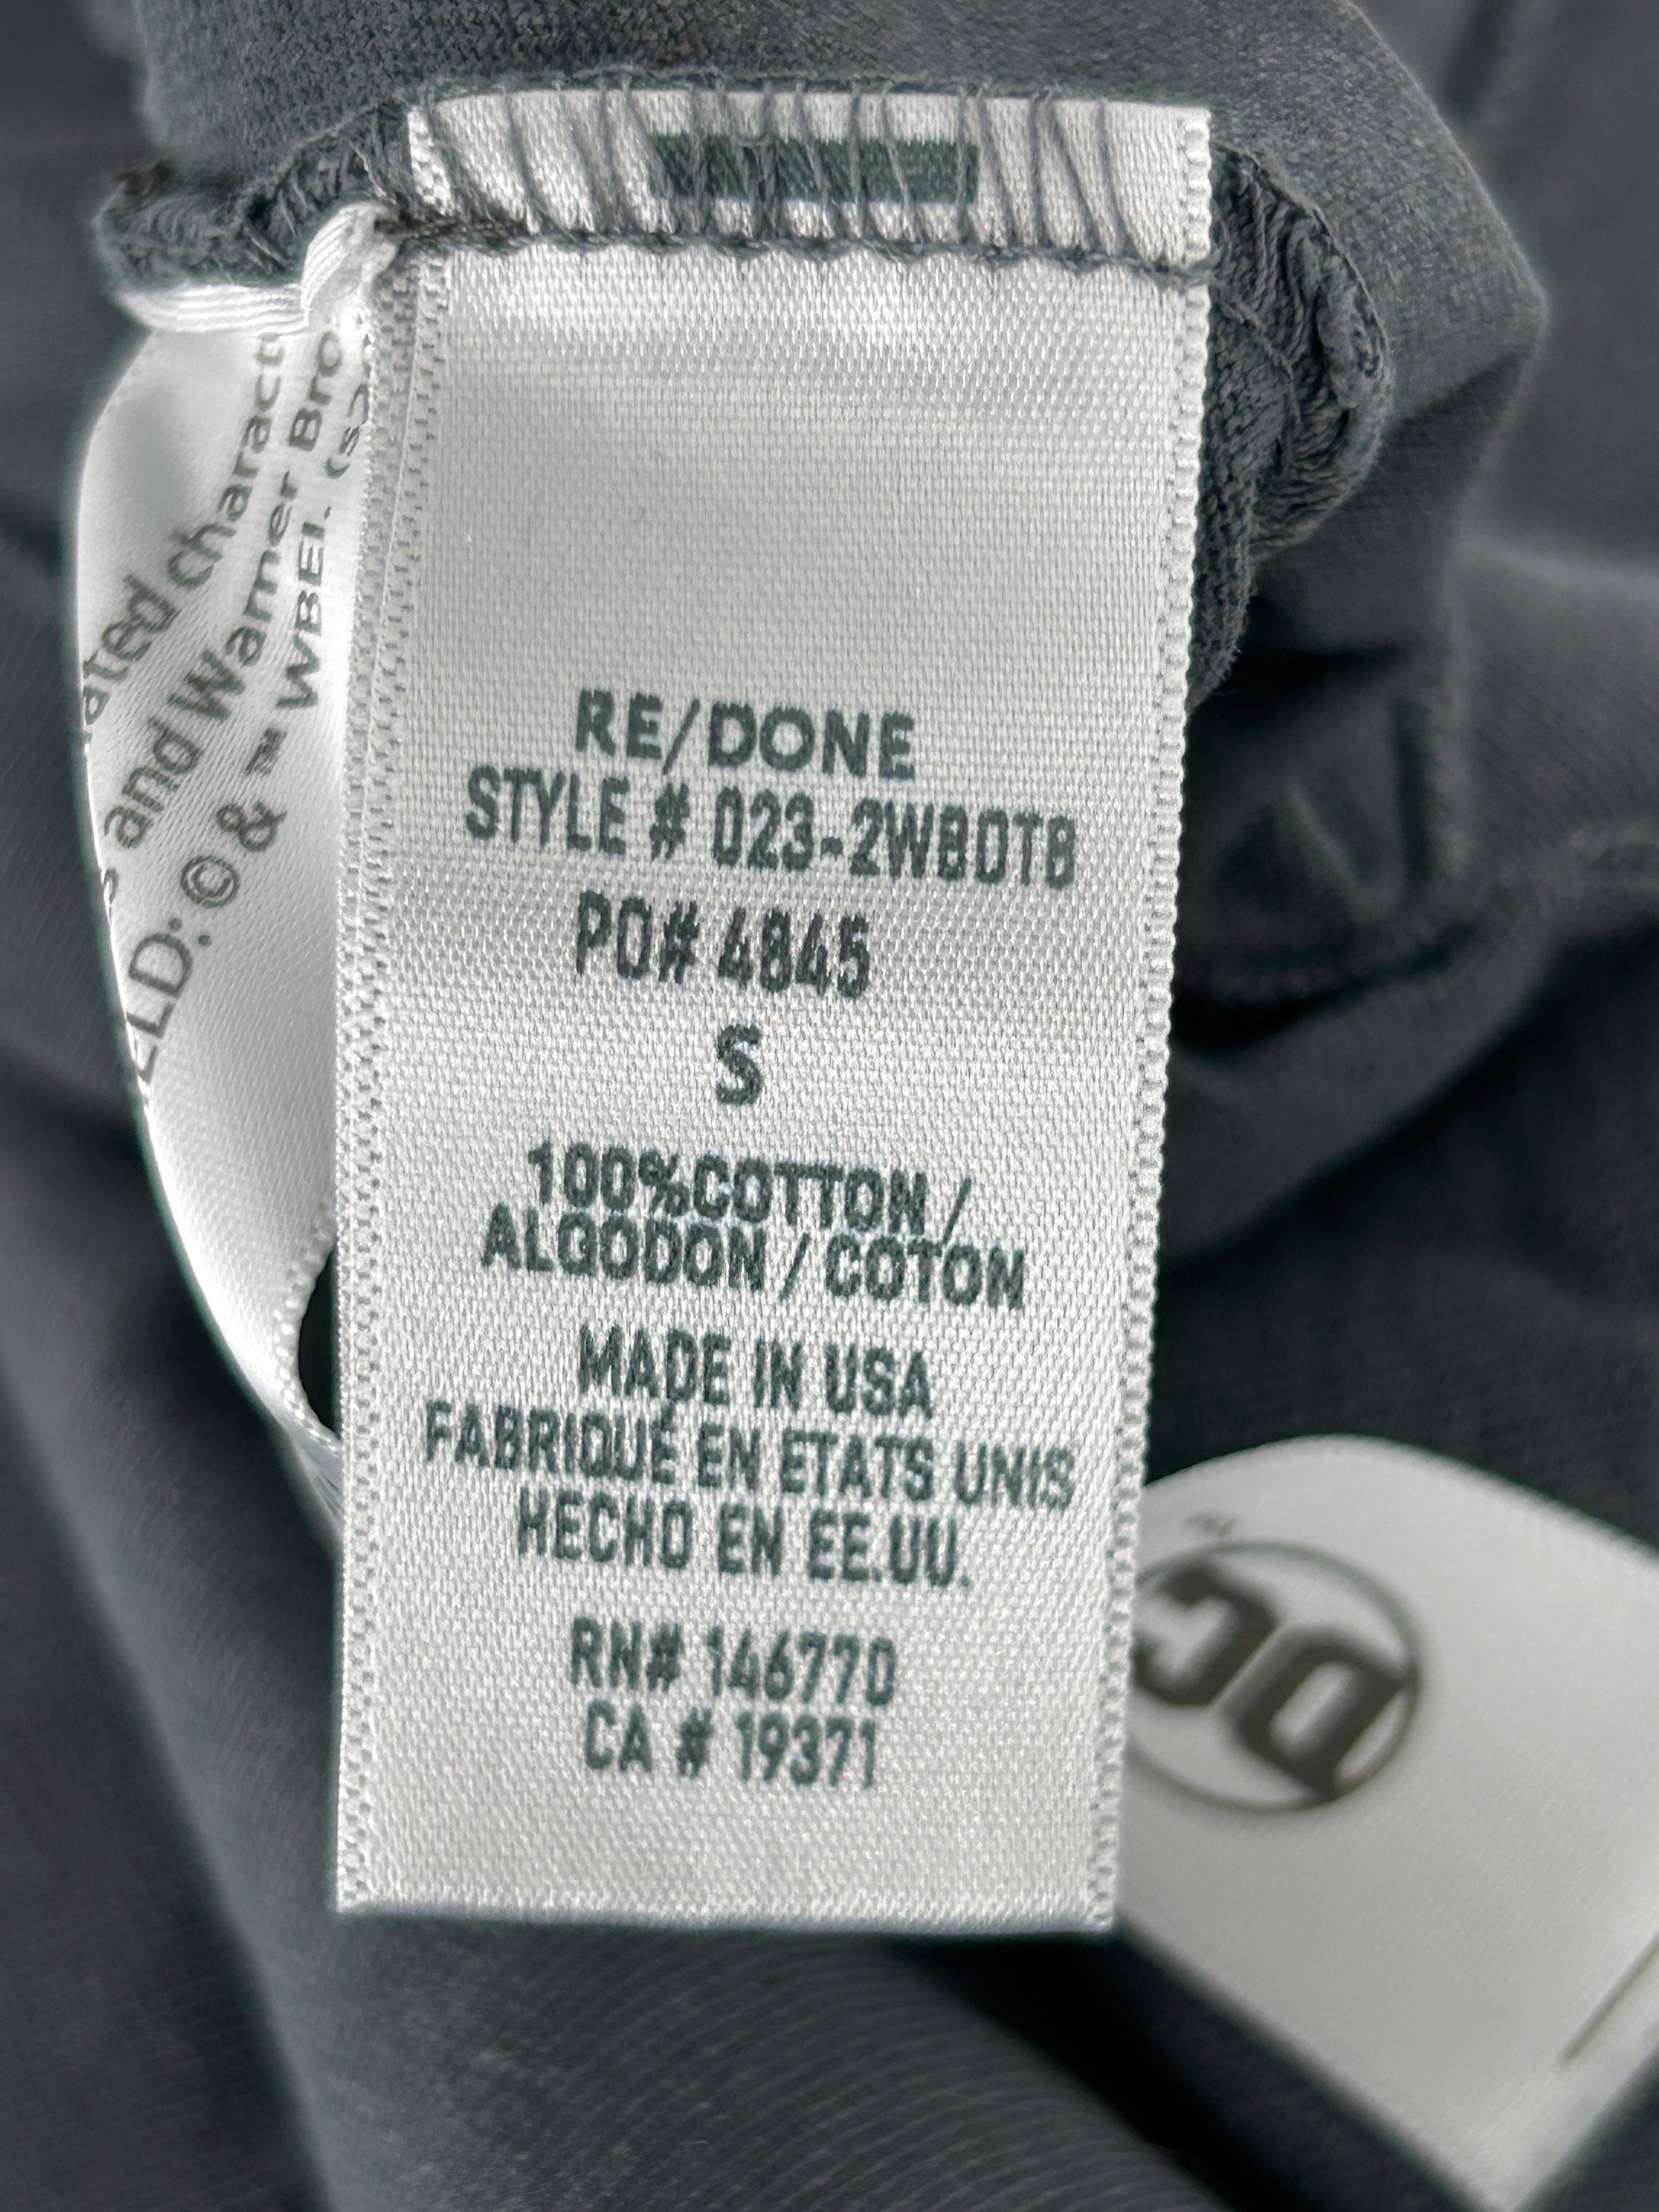 RE/DONE
STYLE # 023-2WBOTB
PO# 4845
S
100%COTTON /
ALGODON / COTON
MADE IN USA
FABRIQUÉ EN ETATS UNIS
HECHO EN EE.UU.
RN# 146770
CA # 19371
characte
and Warner Bro
© & ™ WBEI. (s
DC